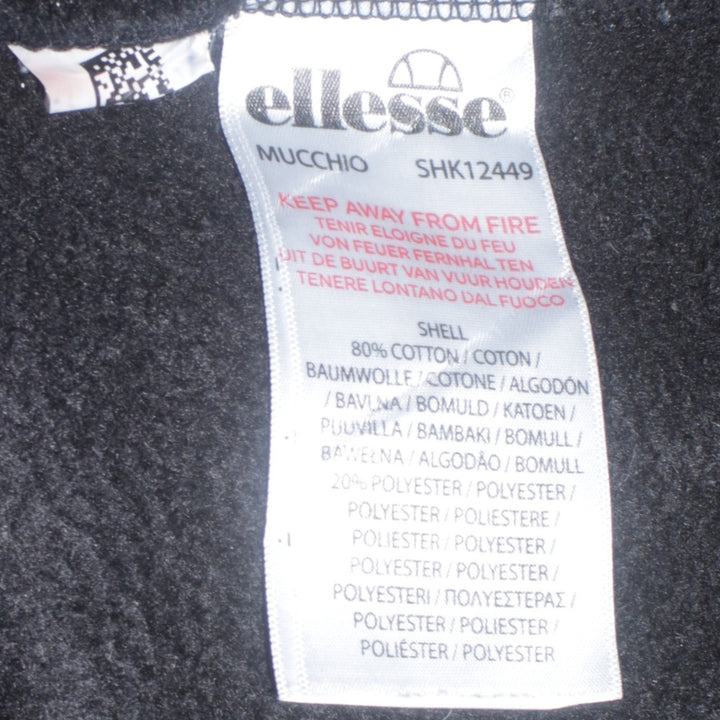 ellesse®
MUCCHIO SHK12449
KEEP AWAY FROM FIRE
TENIR ELOIGNE DU FEU
VON FEUER FERNHALTEN
UIT DE BUURT VAN VUUR HOUDEN
TENERE LONTANO DAL FUOCO
SHELL
80% COTTON / COTON /
BAUMWOLLE / COTONE / ALGODÓN
/ BAVLNA / BOMULD / KATOEN /
PUUVILLA / BAMBAKI / BOMULL /
BAWEŁNA / ALGODÃO / BOMULL
20% POLYESTER / POLYESTER /
POLYESTER / POLIESTERE /
POLIÉSTER / POLYESTER /
POLYESTER / POLYESTER /
POLYESTERI / ΠΟΛΥΕΣΤΕΡΑΣ /
POLYESTER / POLIESTER /
POLIÉSTER / POLYESTER